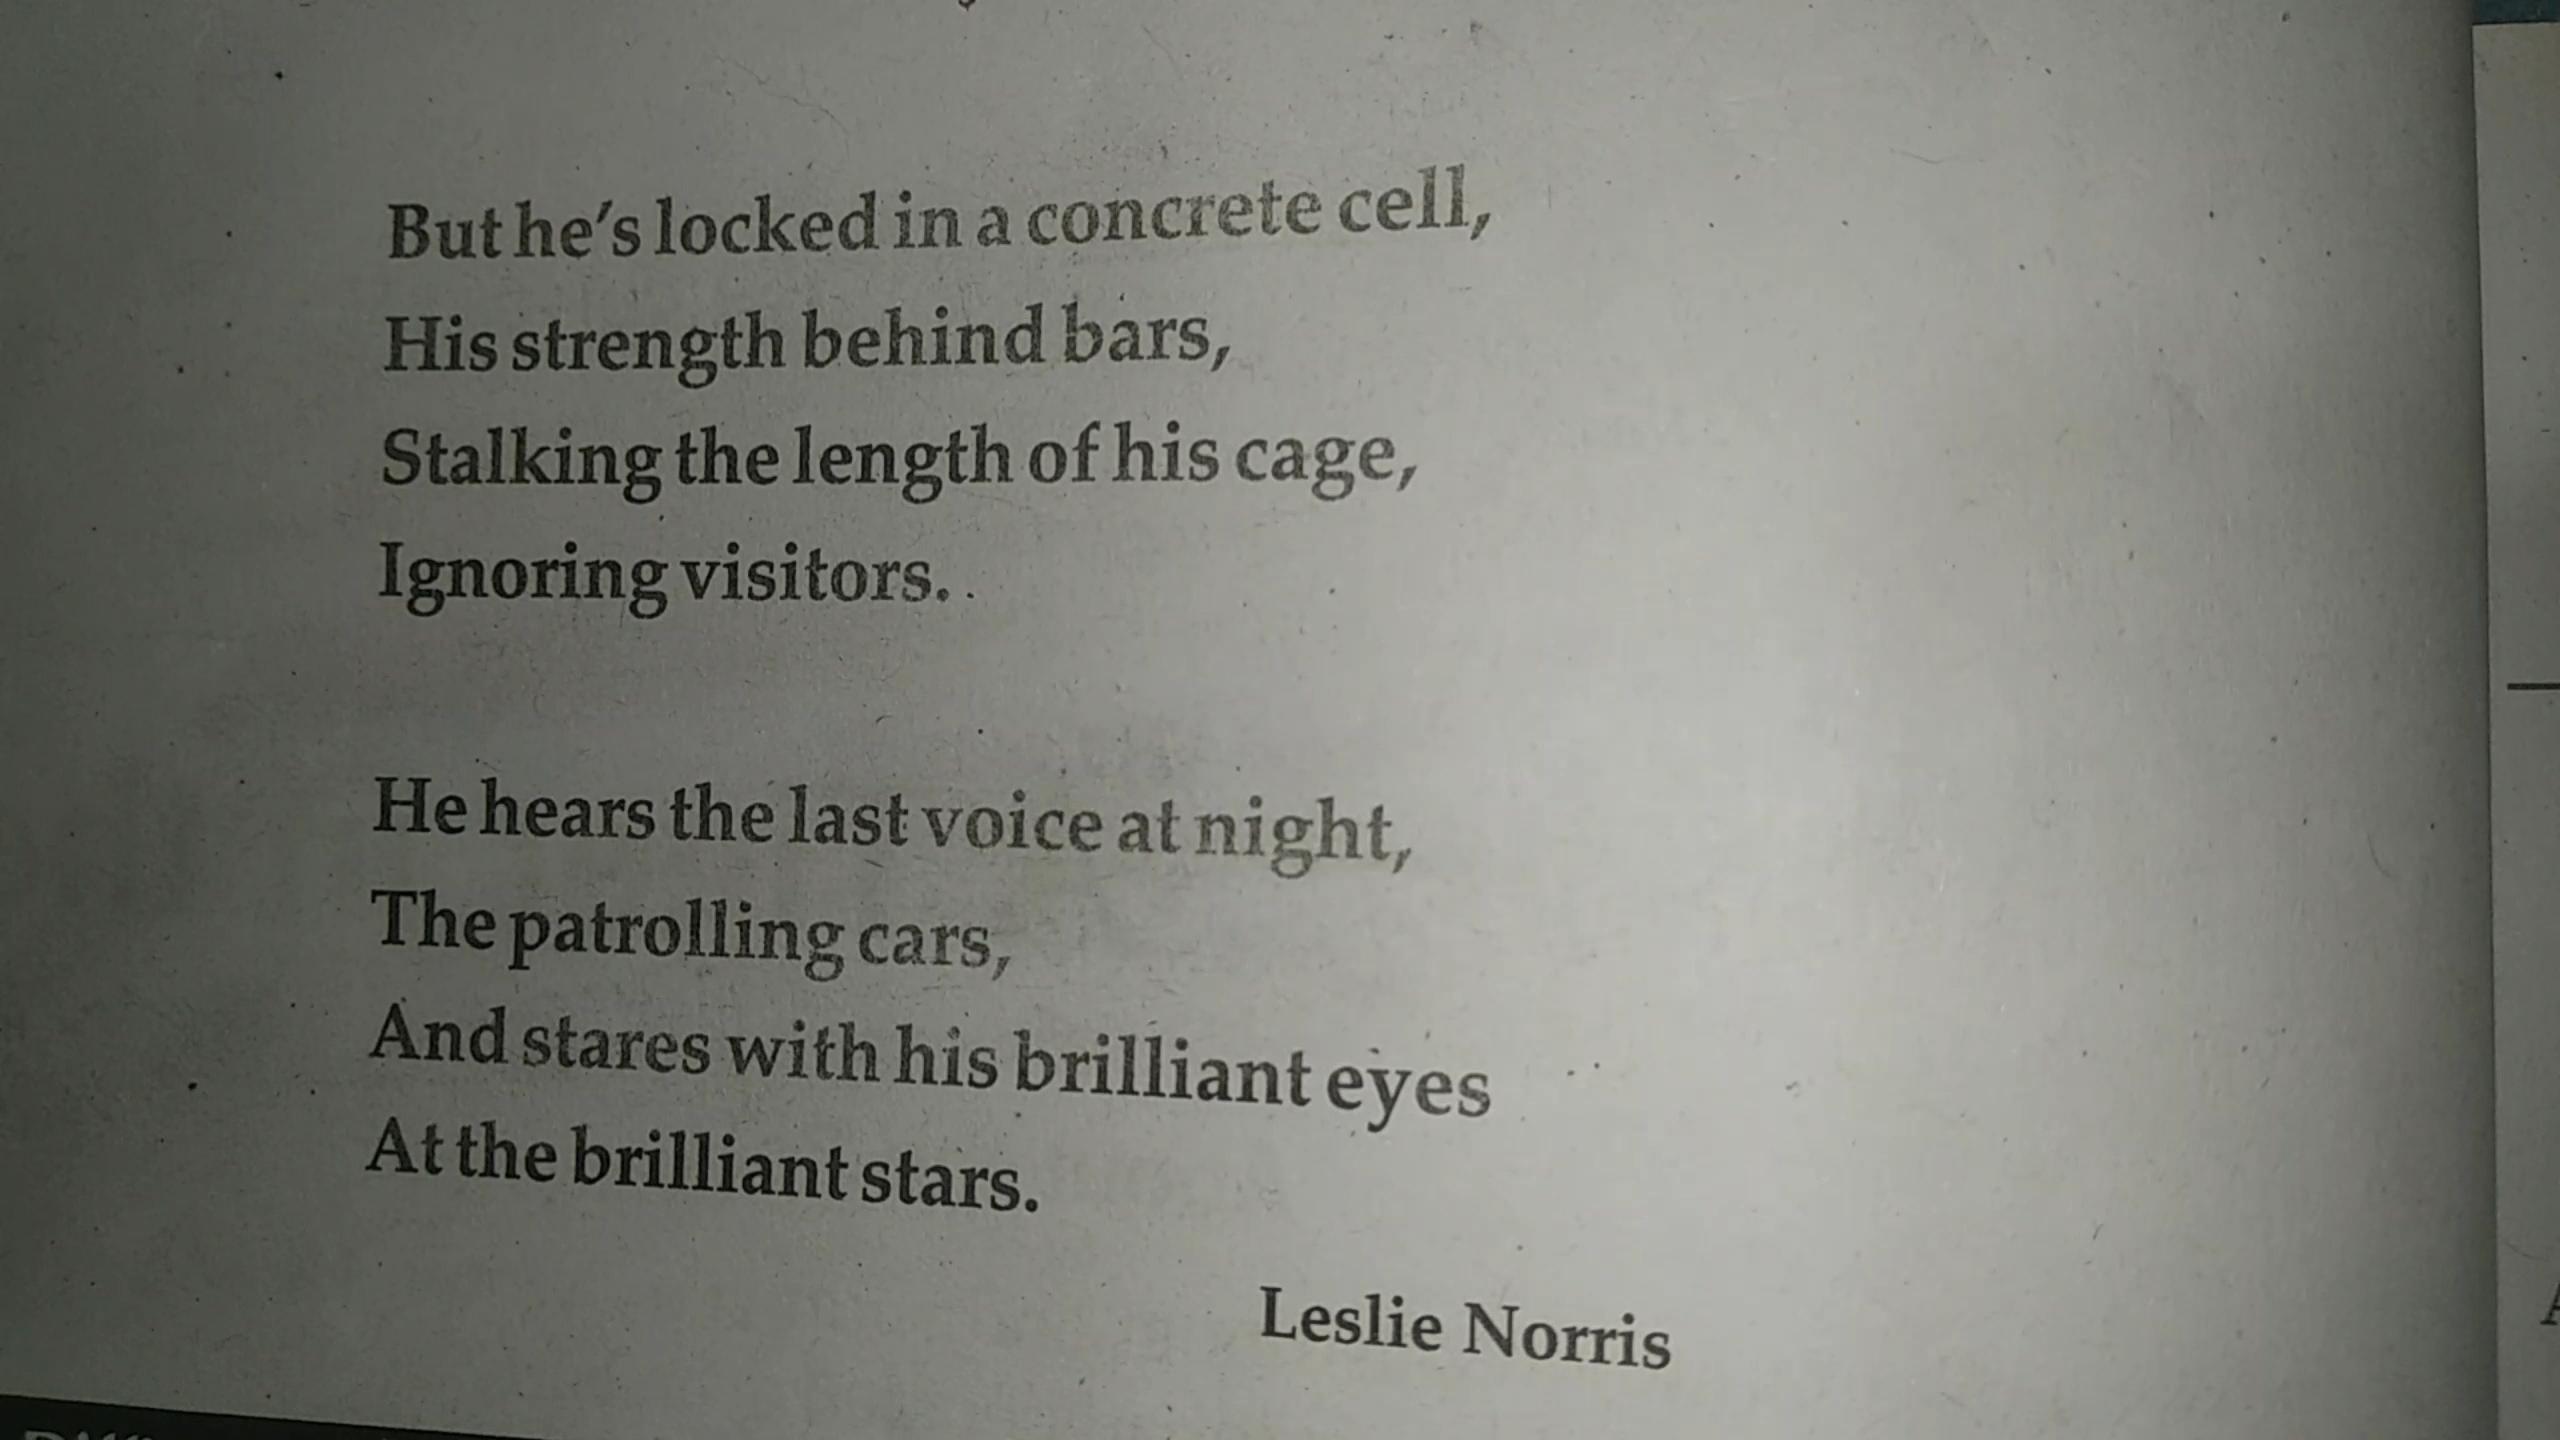 But he's locked in a concrete cell,
His strength behind bars,
Stalking the length of his cage,
Ignoring visitors.
He hears the last voice at night,
The patrolling cars,
And stares with his brilliant eyes
At the brilliant stars.
Leslie Norris